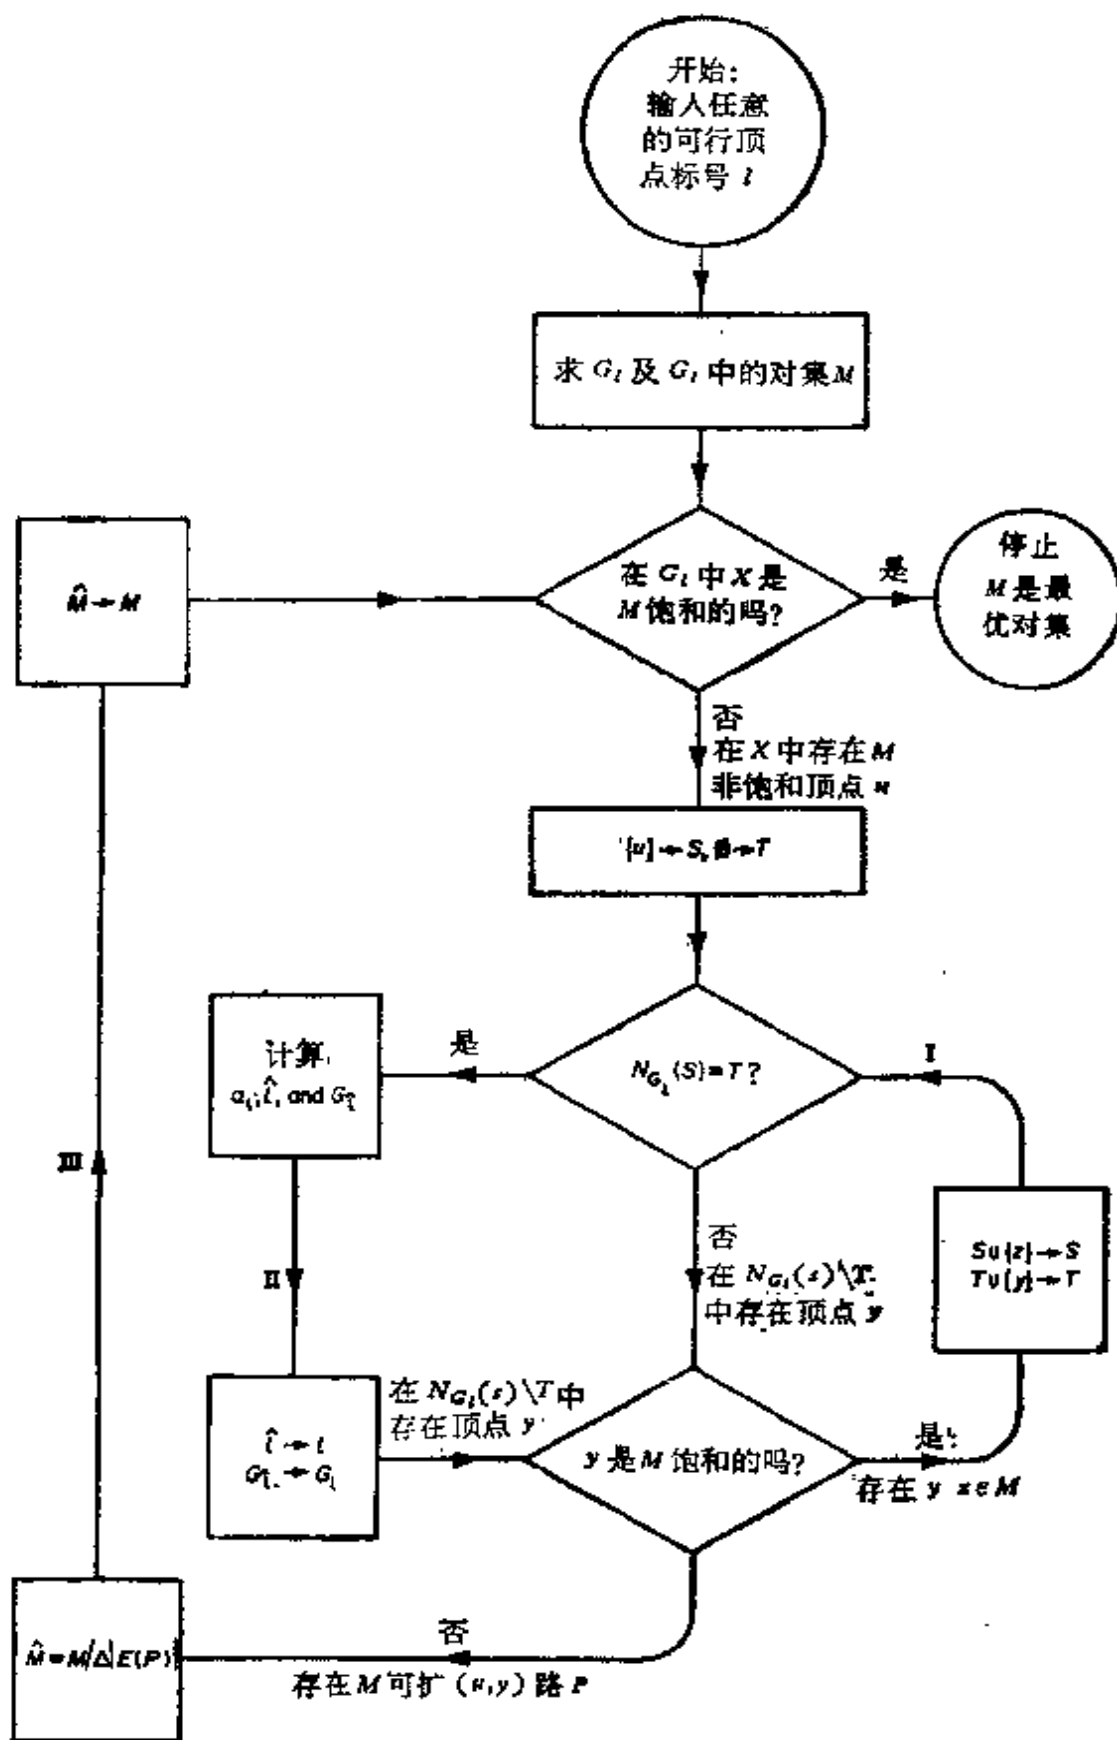 开始:
输入任意
的可行顶
点标号 l
求 G_l 及 G_l 中的对集 M
在 G_l 中 X 是
M 饱和的吗?
是
停止
M 是最
优对集
M̂→M
否
在 X 中存在 M
非饱和顶点 u
{u}→S, ∅→T
N_{G_l}(S)=T?
是
计算
α_l, l̂, and G_l̂
I
III
II
否
在 N_{G_l}(s)\T
中存在顶点 y
S∪{z}→S
T∪{y}→T
l̂→l
G_l̂→G_l
在 N_{G_l}(s)\T 中
存在顶点 y
y 是 M 饱和的吗?
是
存在 y z∈M
否
存在 M 可扩 (u,y) 路 P
M̂=M△E(P)